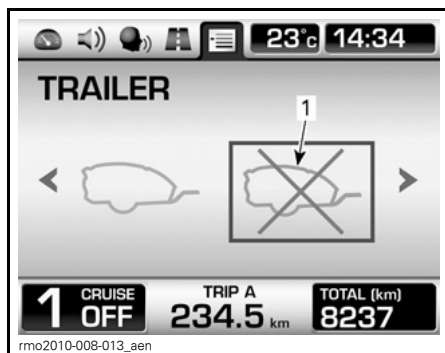 23°c 14:34
TRAILER
1
1 CRUISE OFF
TRIP A
234.5 km
TOTAL (km)
8237
rmo2010-008-013_aen